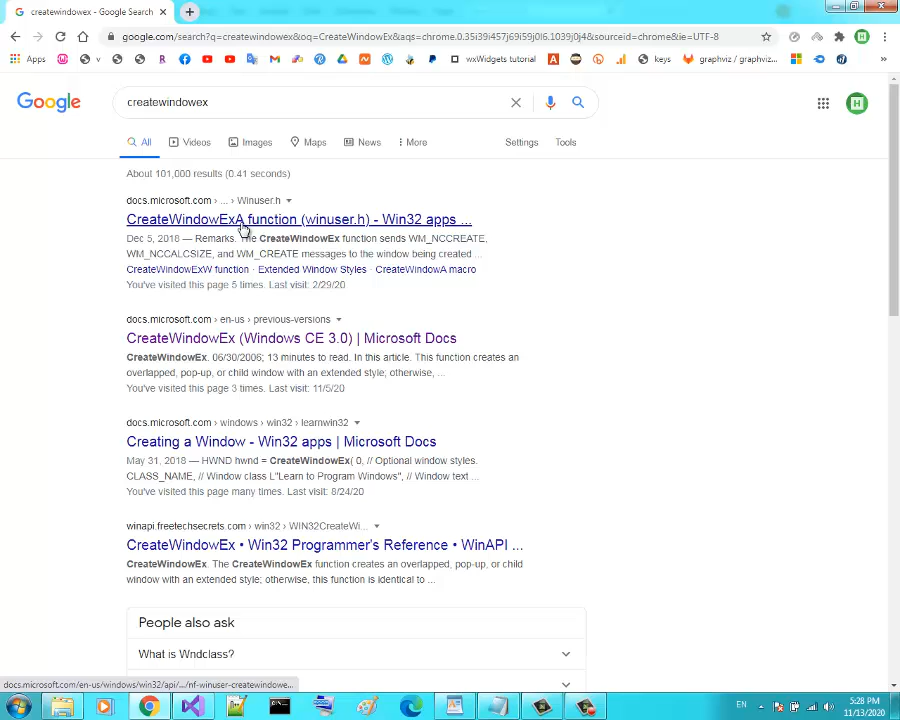 createwindowex - Google Search
google.com/search?q=createwindowex&oq=CreateWindowEx&aqs=chrome.0.35i39i457j69i59j0l6.1039j0j4&sourceid=chrome&ie=UTF-8
Apps
wxWidgets tutorial
keys
graphviz / graphviz...
Google
createwindowex
All
Videos
Images
Maps
News
More
Settings
Tools
About 101,000 results (0.41 seconds)
docs.microsoft.com › ... › Winuser.h
CreateWindowExA function (winuser.h) - Win32 apps ...
Dec 5, 2018 — Remarks. The CreateWindowEx function sends WM_NCCREATE,
WM_NCCALCSIZE, and WM_CREATE messages to the window being created ...
CreateWindowExW function · Extended Window Styles · CreateWindowA macro
You've visited this page 5 times. Last visit: 2/29/20
docs.microsoft.com › en-us › previous-versions
CreateWindowEx (Windows CE 3.0) | Microsoft Docs
CreateWindowEx. 06/30/2006; 13 minutes to read. In this article. This function creates an
overlapped, pop-up, or child window with an extended style; otherwise, ...
You've visited this page 3 times. Last visit: 11/5/20
docs.microsoft.com › windows › win32 › learnwin32
Creating a Window - Win32 apps | Microsoft Docs
May 31, 2018 — HWND hwnd = CreateWindowEx( 0, // Optional window styles.
CLASS_NAME, // Window class L"Learn to Program Windows", // Window text ...
You've visited this page many times. Last visit: 8/24/20
winapi.freetechsecrets.com › win32 › WIN32CreateWi...
CreateWindowEx • Win32 Programmer's Reference • WinAPI ...
CreateWindowEx. The CreateWindowEx function creates an overlapped, pop-up, or child
window with an extended style; otherwise, this function is identical to ...
People also ask
What is Wndclass?
docs.microsoft.com/en-us/windows/win32/api/.../nf-winuser-createwindowe...
EN
5:28 PM
11/13/2020